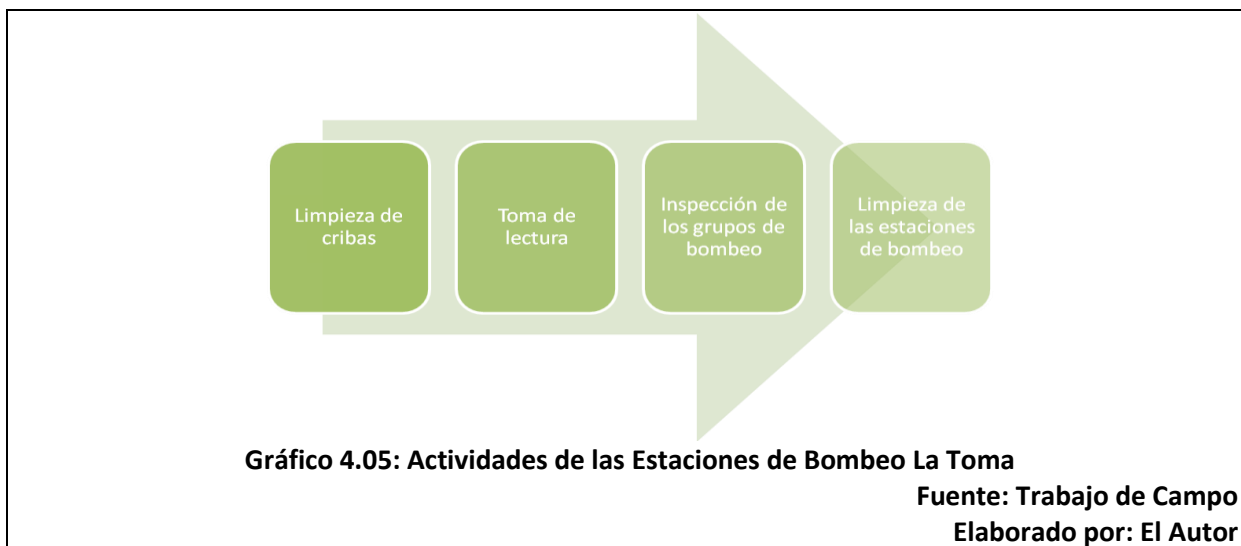 Limpieza de
cribas
Toma de
lectura
Inspección de
los grupos de
bombeo
Limpieza de
las estaciones
de bombeo
Gráfico 4.05: Actividades de las Estaciones de Bombeo La Toma
Fuente: Trabajo de Campo
Elaborado por: El Autor